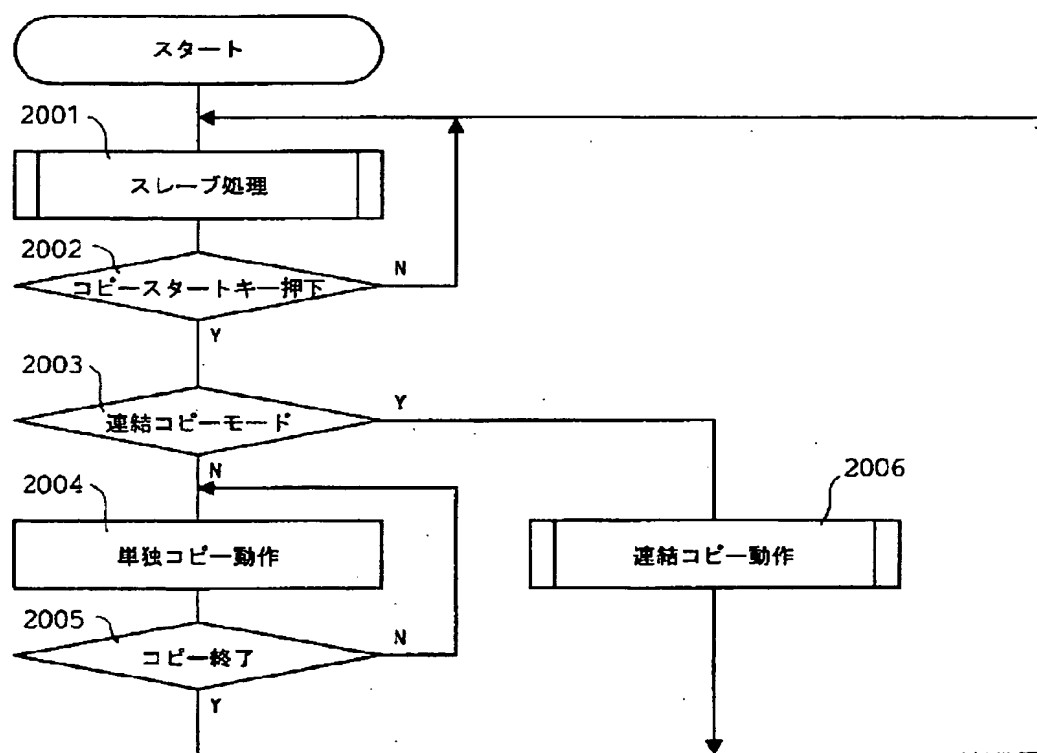 スタート
2001
スレーブ処理
2002
コピースタートキー押下
N
Y
2003
連結コピーモード
Y
N
2004
単独コピー動作
2006
連結コピー動作
2005
コピー終了
N
Y